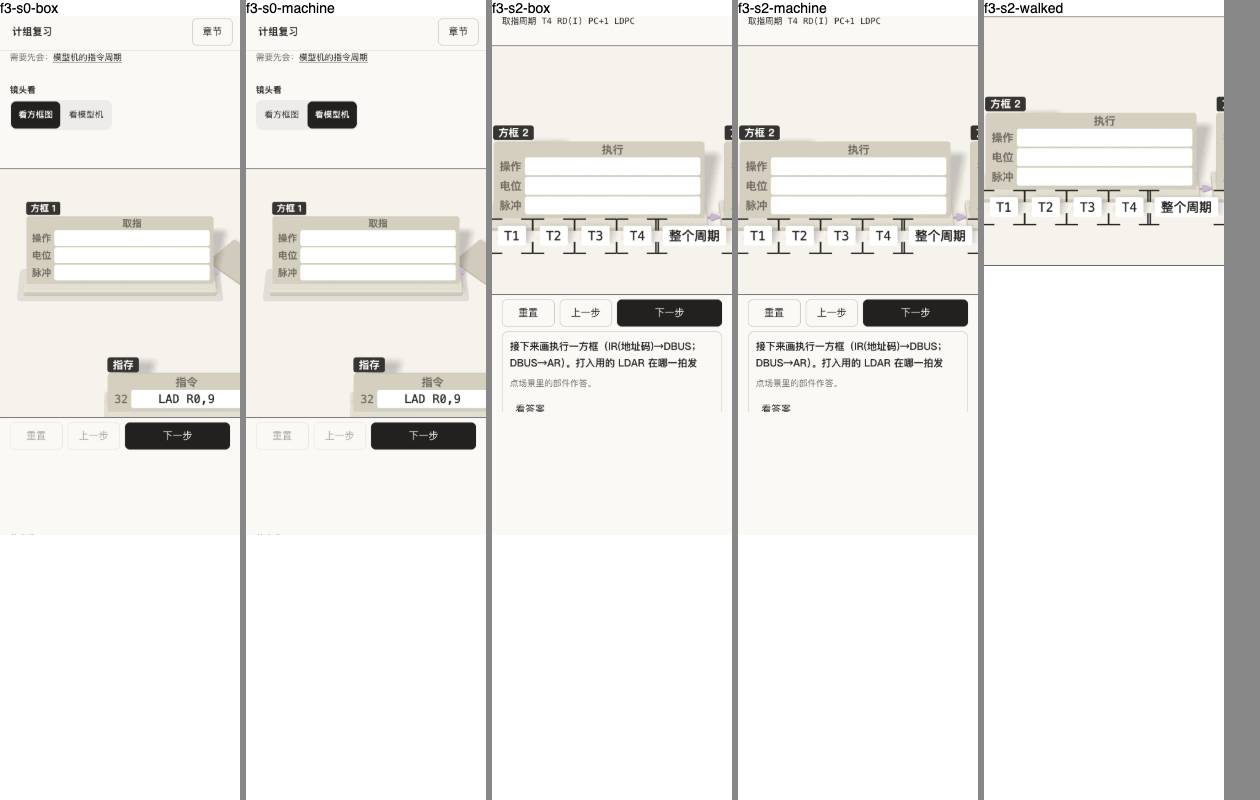 f3-s0-box
计组复习
章节
需要先会：模型机的指令周期
镜头看
看方框图 看模型机
方框 1
取指
操作
电位
脉冲
指存
指令
32 LAD R0,9
重置 上一步 下一步
f3-s0-machine
计组复习
章节
需要先会：模型机的指令周期
镜头看
看方框图 看模型机
方框 1
取指
操作
电位
脉冲
指存
指令
32 LAD R0,9
重置 上一步 下一步
f3-s2-box
取指周期 T4 RD(I) PC+1 LDPC
方框 2
执行
操作
电位
脉冲
T1 T2 T3 T4 整个周期
重置 上一步 下一步
接下来画执行一方框（IR(地址码)→DBUS；
DBUS→AR）。打入用的 LDAR 在哪一拍发
点场景里的部件作答。
看答案
f3-s2-machine
取指周期 T4 RD(I) PC+1 LDPC
方框 2
执行
操作
电位
脉冲
T1 T2 T3 T4 整个周期
重置 上一步 下一步
接下来画执行一方框（IR(地址码)→DBUS；
DBUS→AR）。打入用的 LDAR 在哪一拍发
点场景里的部件作答。
看答案
f3-s2-walked
方框 2
执行
操作
电位
脉冲
T1 T2 T3 T4 整个周期